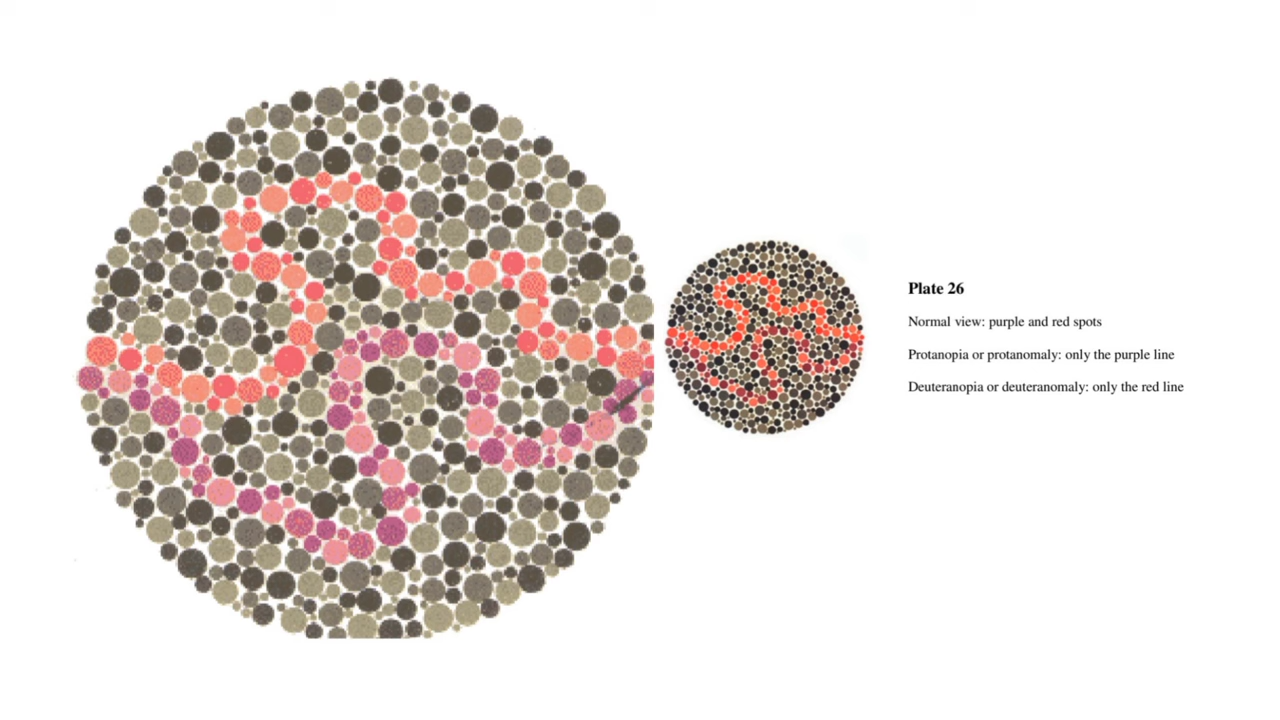 Plate 26
Normal view: purple and red spots
Protanopia or protanomaly: only the purple line
Deuteranopia or deuteranomaly: only the red line